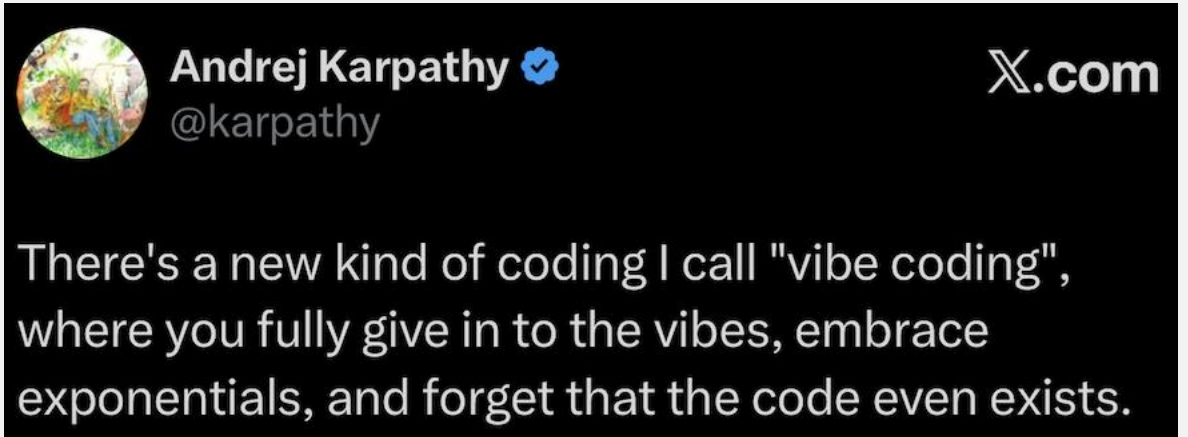 Andrej Karpathy
X.com
@karpathy
There's a new kind of coding I call "vibe coding",
where you fully give in to the vibes, embrace
exponentials, and forget that the code even exists.